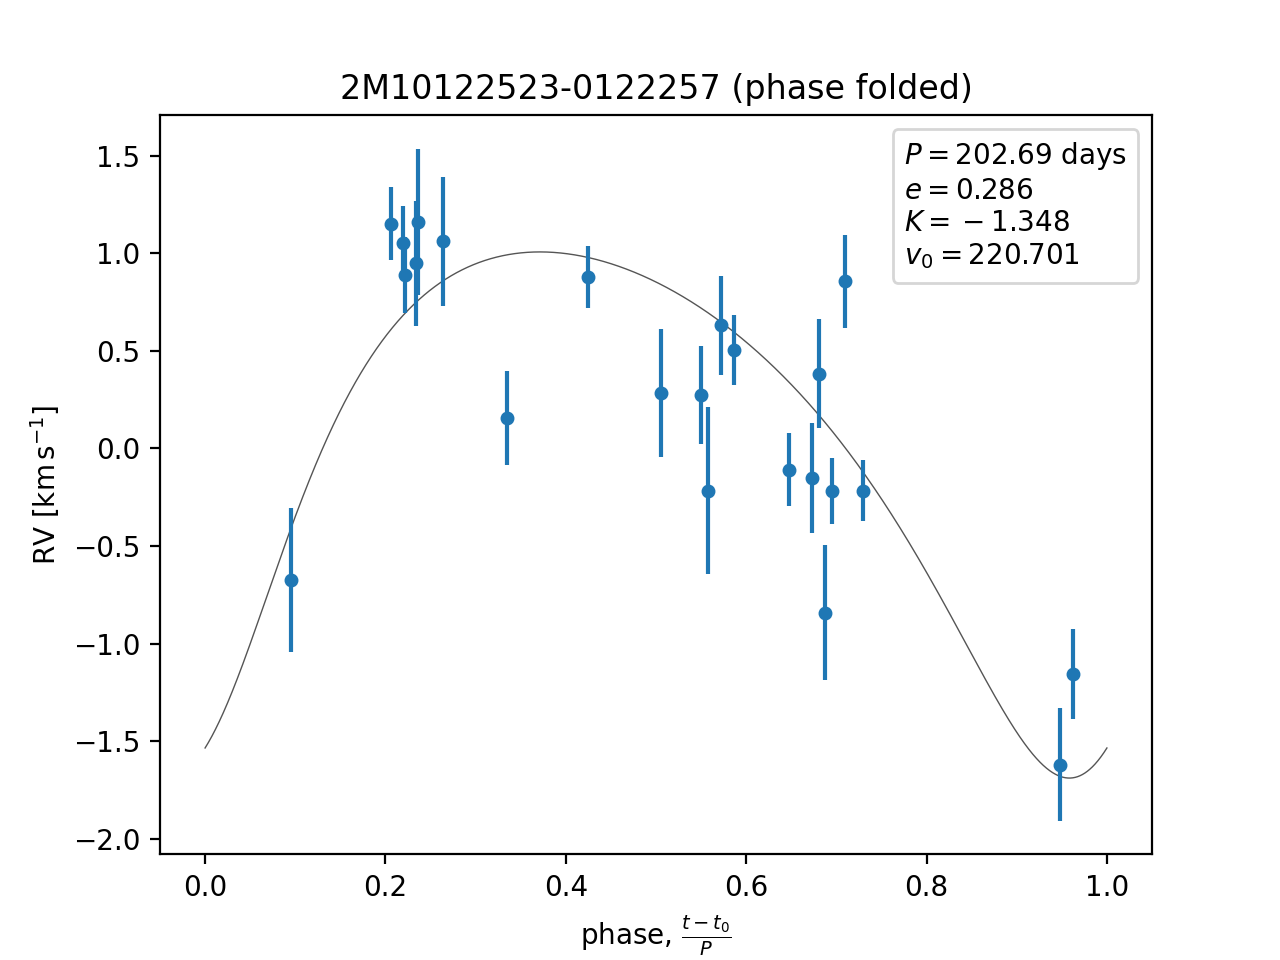 2M10122523-0122257 (phase folded)
P = 202.69 days
e = 0.286
K = −1.348
v₀ = 220.701
RV [km s⁻¹]
1.5
1.0
0.5
0.0
−0.5
−1.0
−1.5
−2.0
0.0 0.2 0.4 0.6 0.8 1.0
phase, (t − t₀)/P